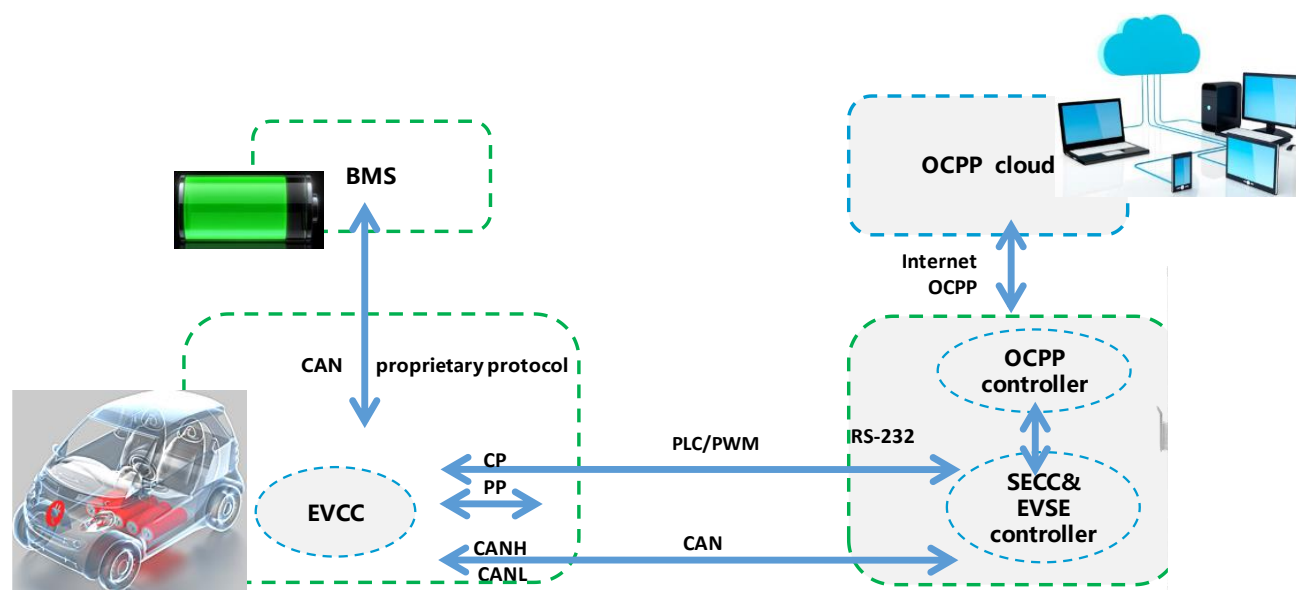 BMS
OCPP cloud
Internet
OCPP
CAN proprietary protocol
OCPP
controller
PLC/PWM
RS-232
CP
PP
EVCC
SECC&
EVSE
controller
CANH
CANL
CAN